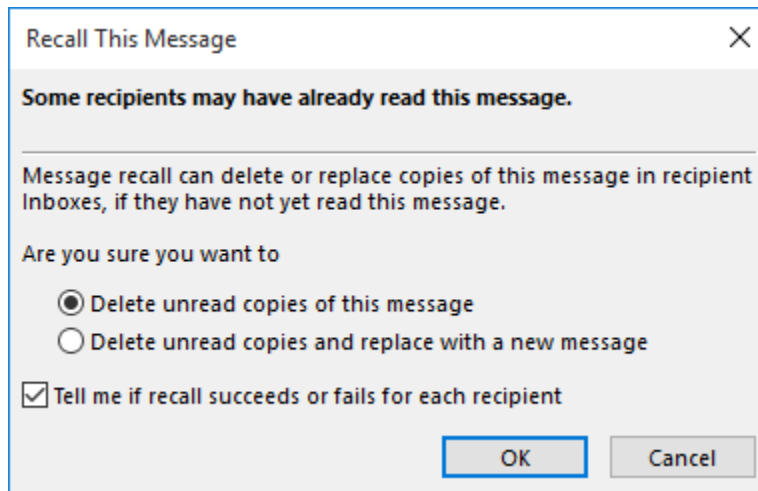 Recall This Message
Some recipients may have already read this message.
Message recall can delete or replace copies of this message in recipient
Inboxes, if they have not yet read this message.
Are you sure you want to
Delete unread copies of this message
Delete unread copies and replace with a new message
Tell me if recall succeeds or fails for each recipient
OK
Cancel